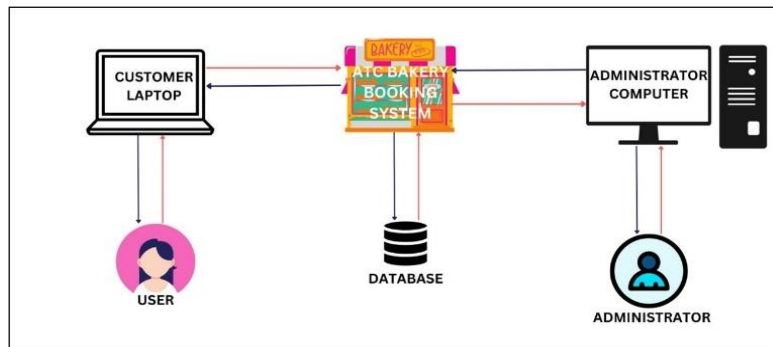 BAKERY
CUSTOMER
LAPTOP
ATC BAKERY
BOOKING
SYSTEM
ADMINISTRATOR
COMPUTER
USER
DATABASE
ADMINISTRATOR